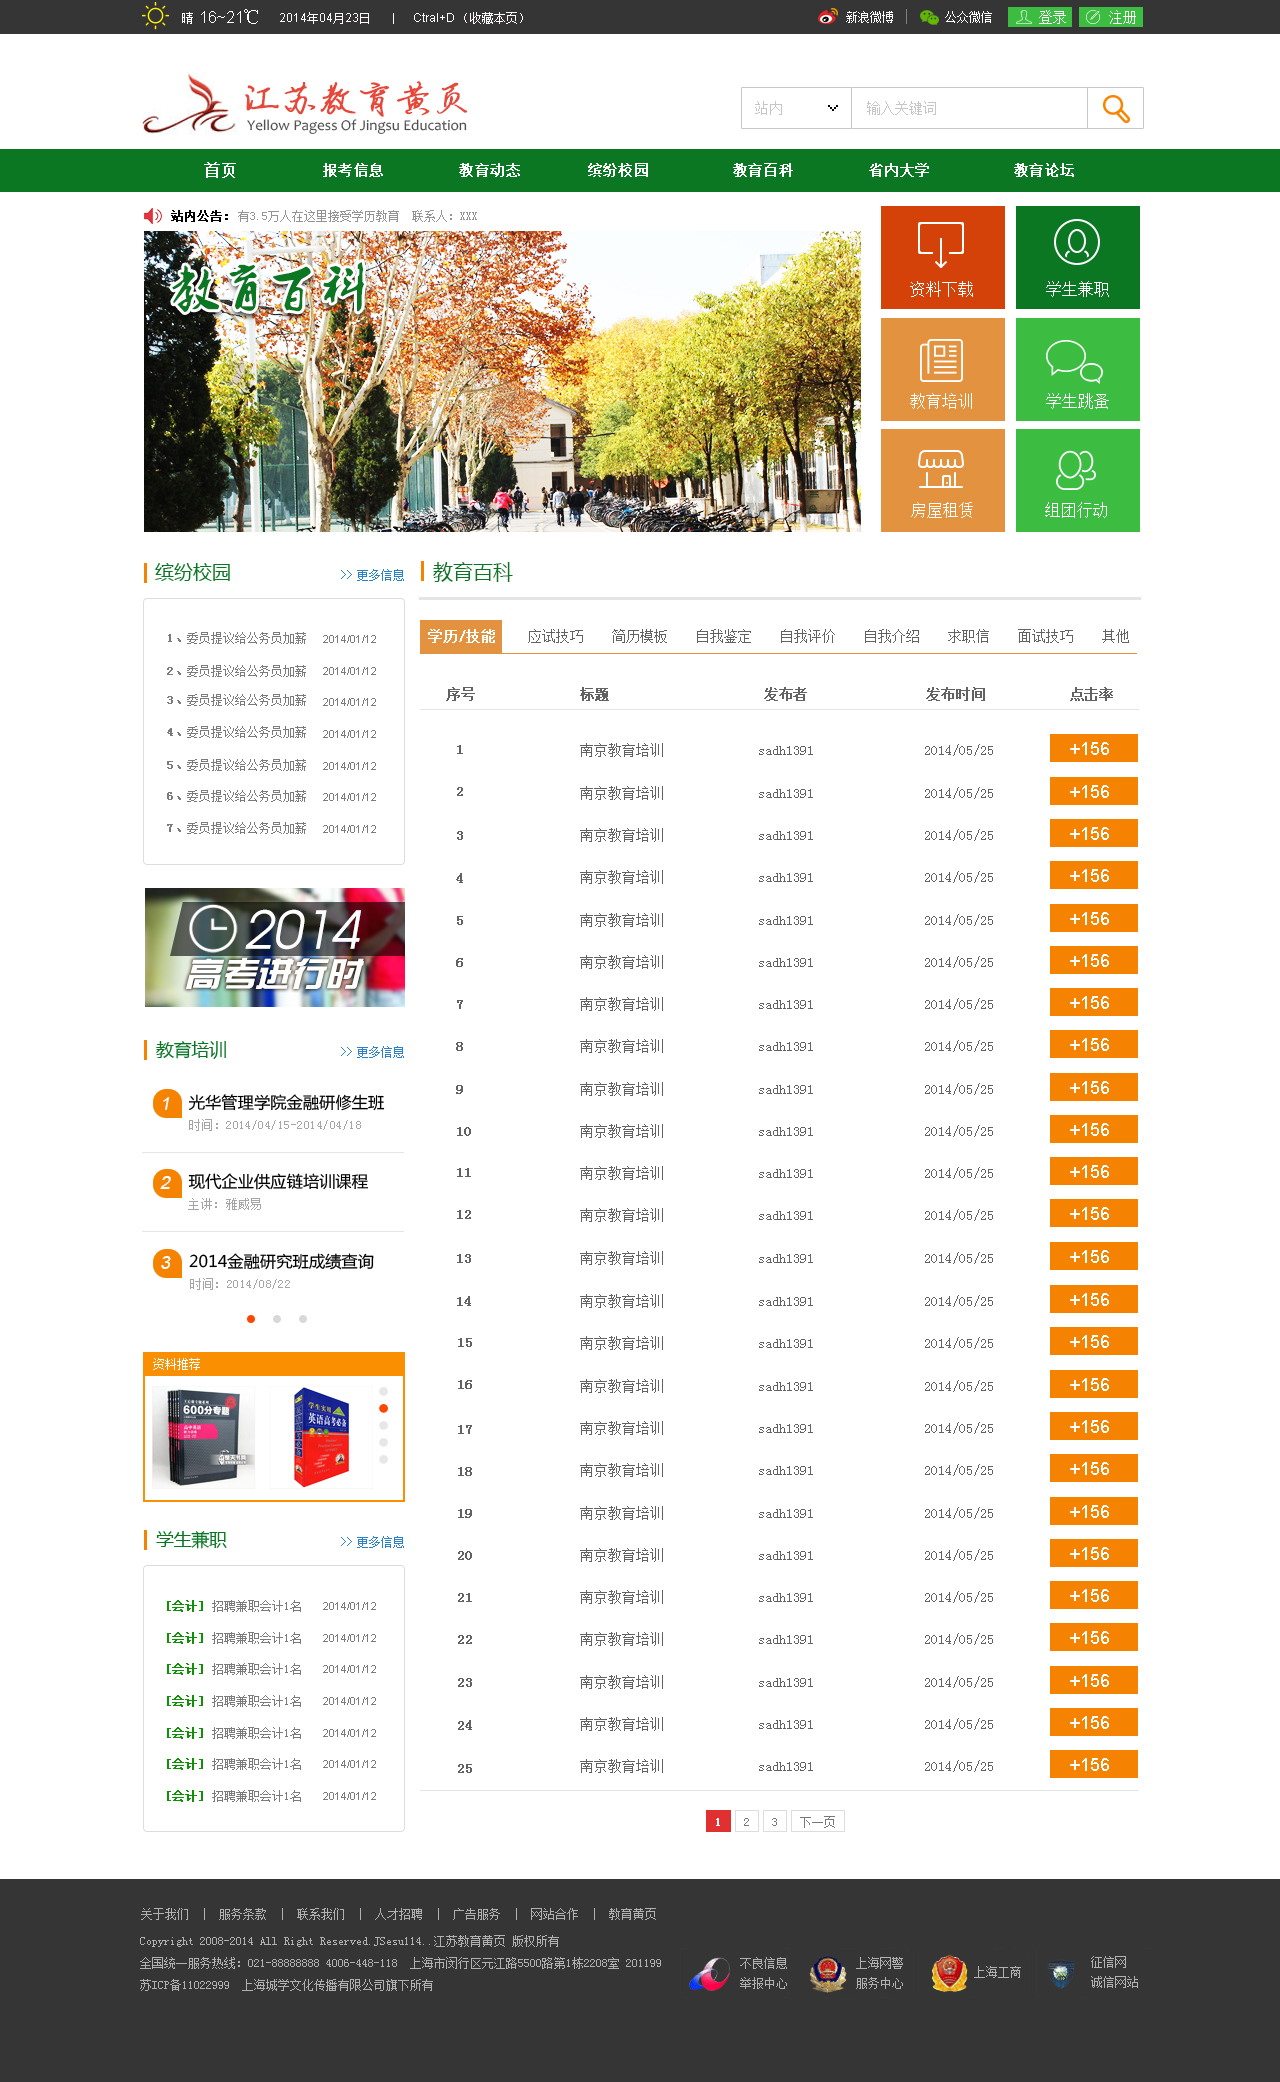 晴 16~21℃ 2014年04月23日 | Ctral+D（收藏本页） 新浪微博 公众微信 登录 注册
江苏教育黄页
Yellow Pagess Of Jingsu Education
站内 输入关键词
首页 报考信息 教育动态 缤纷校园 教育百科 省内大学 教育论坛
站内公告：有3.5万人在这里接受学历教育 联系人：XXX
教育百科
资料下载 学生兼职
教育培训 学生跳蚤
房屋租赁 组团行动
缤纷校园 >> 更多信息
1、委员提议给公务员加薪 2014/01/12
2、委员提议给公务员加薪 2014/01/12
3、委员提议给公务员加薪 2014/01/12
4、委员提议给公务员加薪 2014/01/12
5、委员提议给公务员加薪 2014/01/12
6、委员提议给公务员加薪 2014/01/12
7、委员提议给公务员加薪 2014/01/12
2014
高考进行时
教育培训 >> 更多信息
1 光华管理学院金融研修生班
时间：2014/04/15-2014/04/18
2 现代企业供应链培训课程
主讲：雅威易
3 2014金融研究班成绩查询
时间：2014/08/22
资料推荐
600分专题
学生实用
英语高考必备
学生兼职 >> 更多信息
[会计] 招聘兼职会计1名 2014/01/12
[会计] 招聘兼职会计1名 2014/01/12
[会计] 招聘兼职会计1名 2014/01/12
[会计] 招聘兼职会计1名 2014/01/12
[会计] 招聘兼职会计1名 2014/01/12
[会计] 招聘兼职会计1名 2014/01/12
[会计] 招聘兼职会计1名 2014/01/12
教育百科
学历/技能 应试技巧 简历模板 自我鉴定 自我评价 自我介绍 求职信 面试技巧 其他
序号 标题 发布者 发布时间 点击率
1 南京教育培训 sadh1391 2014/05/25 +156
2 南京教育培训 sadh1391 2014/05/25 +156
3 南京教育培训 sadh1391 2014/05/25 +156
4 南京教育培训 sadh1391 2014/05/25 +156
5 南京教育培训 sadh1391 2014/05/25 +156
6 南京教育培训 sadh1391 2014/05/25 +156
7 南京教育培训 sadh1391 2014/05/25 +156
8 南京教育培训 sadh1391 2014/05/25 +156
9 南京教育培训 sadh1391 2014/05/25 +156
10 南京教育培训 sadh1391 2014/05/25 +156
11 南京教育培训 sadh1391 2014/05/25 +156
12 南京教育培训 sadh1391 2014/05/25 +156
13 南京教育培训 sadh1391 2014/05/25 +156
14 南京教育培训 sadh1391 2014/05/25 +156
15 南京教育培训 sadh1391 2014/05/25 +156
16 南京教育培训 sadh1391 2014/05/25 +156
17 南京教育培训 sadh1391 2014/05/25 +156
18 南京教育培训 sadh1391 2014/05/25 +156
19 南京教育培训 sadh1391 2014/05/25 +156
20 南京教育培训 sadh1391 2014/05/25 +156
21 南京教育培训 sadh1391 2014/05/25 +156
22 南京教育培训 sadh1391 2014/05/25 +156
23 南京教育培训 sadh1391 2014/05/25 +156
24 南京教育培训 sadh1391 2014/05/25 +156
25 南京教育培训 sadh1391 2014/05/25 +156
1 2 3 下一页
关于我们 | 服务条款 | 联系我们 | 人才招聘 | 广告服务 | 网站合作 | 教育黄页
Copyright 2008-2014 All Right Reserved.JSesu114..江苏教育黄页 版权所有
全国统一服务热线：021-88888888 4006-448-118 上海市闵行区元江路5500路第1栋2208室 201199
苏ICP备11022999 上海城学文化传播有限公司旗下所有
不良信息
举报中心
上海网警
服务中心
上海工商
征信网
诚信网站